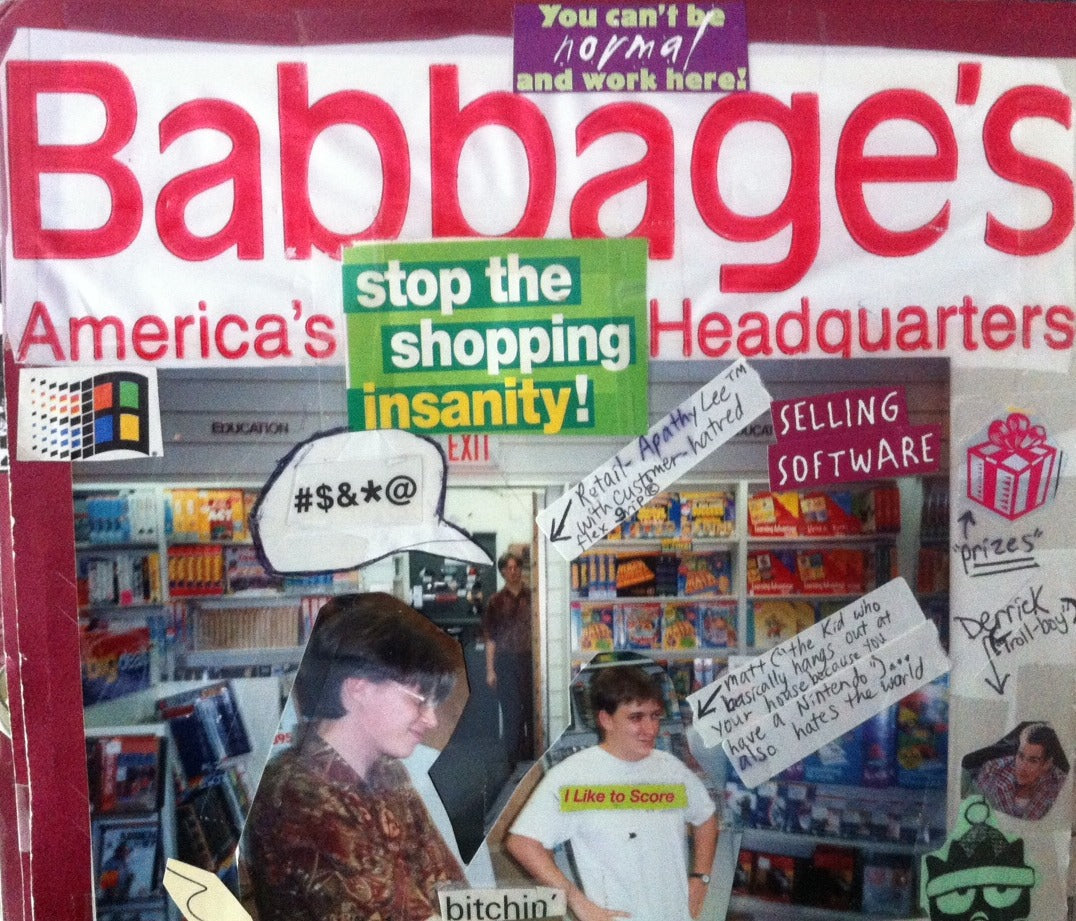 You can't be
normal
and work here!
Babbage's
America's
Headquarters
stop the
shopping
insanity!
EDUCATION
EXIT
#$&*@
Retail- Apathy Lee™
with customer hatred
SELLING
SOFTWARE
"prizes"
Derrick
("Troll-boy")
Matt ("the Kid who
basically hangs out at
your house because you
have a Nintendo")...
also hates the world
I Like to Score
bitchin'